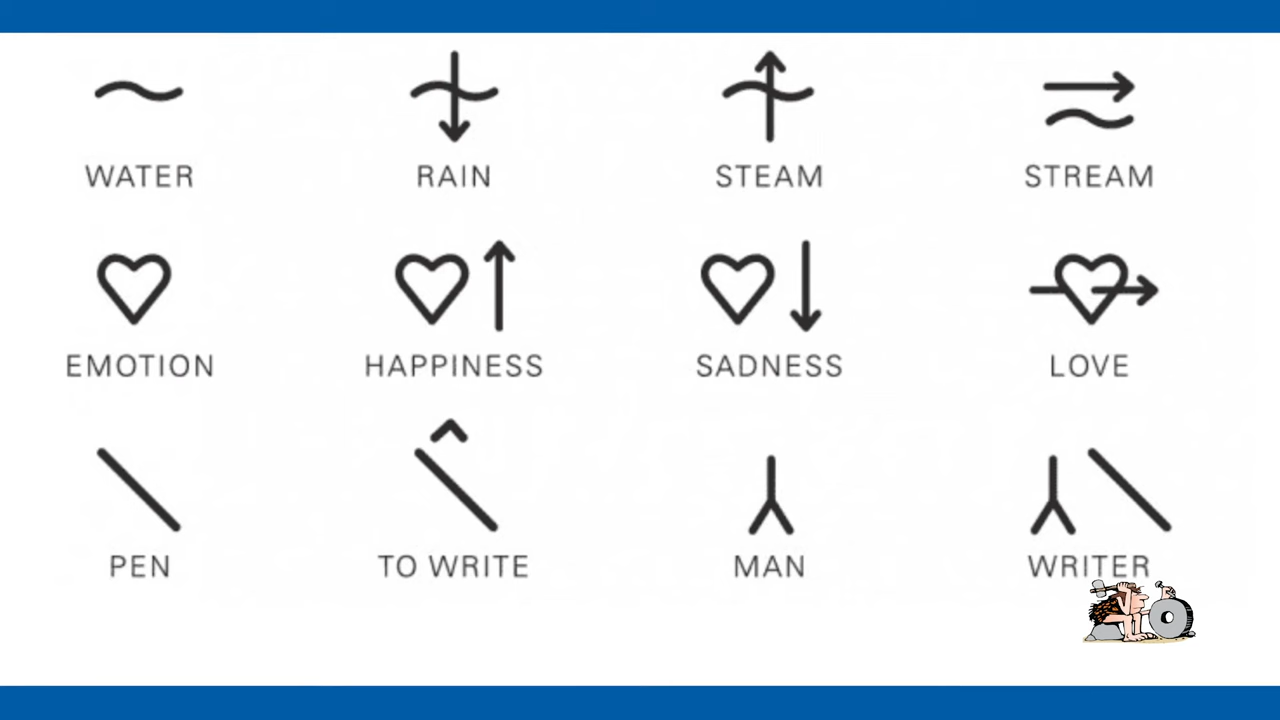 WATER RAIN STEAM STREAM
EMOTION HAPPINESS SADNESS LOVE
PEN TO WRITE MAN WRITER